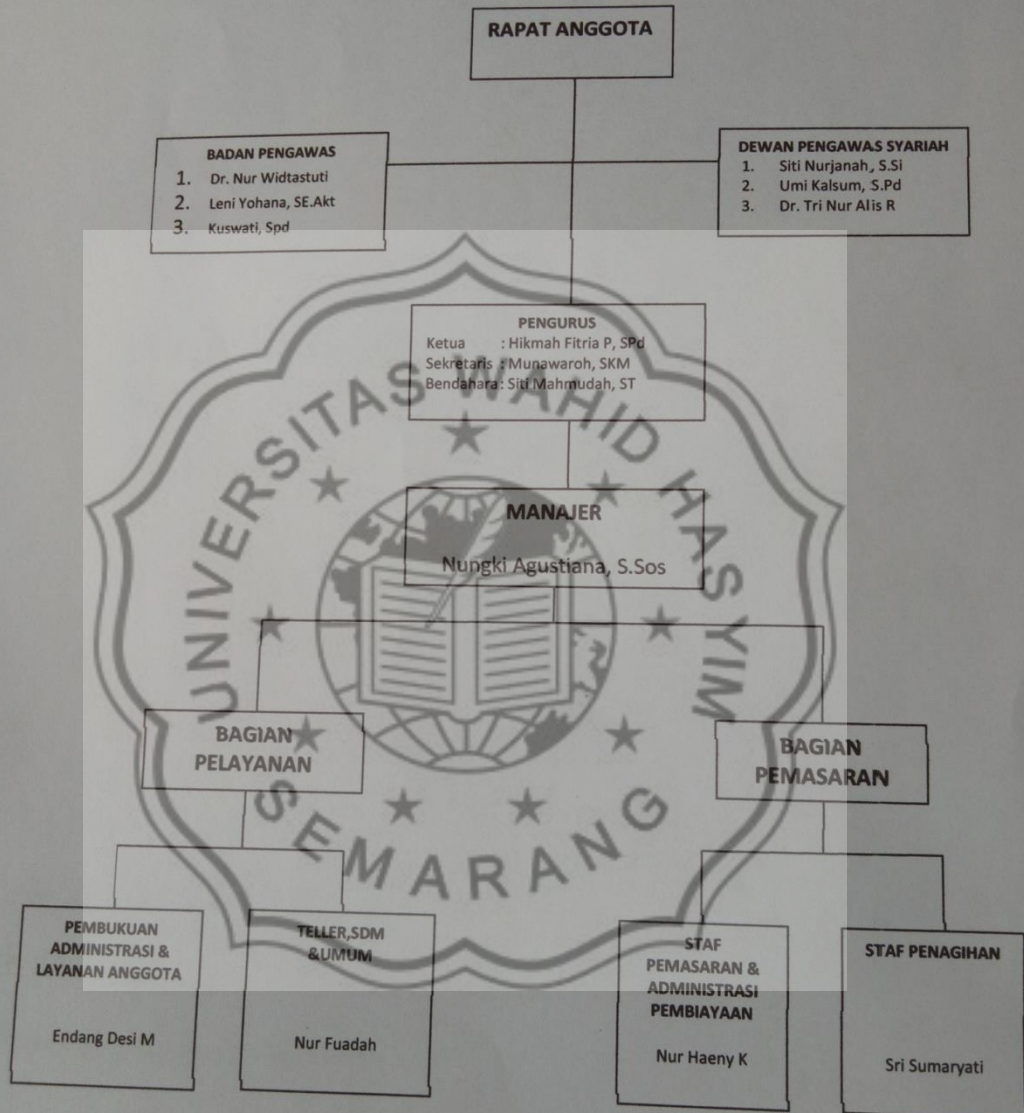 RAPAT ANGGOTA
BADAN PENGAWAS
1. Dr. Nur Widtastuti
2. Leni Yohana, SE.Akt
3. Kuswati, Spd
DEWAN PENGAWAS SYARIAH
1. Siti Nurjanah, S.Si
2. Umi Kalsum, S.Pd
3. Dr. Tri Nur Alis R
PENGURUS
Ketua : Hikmah Fitria P, SPd
Sekretaris : Munawaroh, SKM
Bendahara : Siti Mahmudah, ST
MANAJER
Nungki Agustiana, S.Sos
BAGIAN
PELAYANAN
BAGIAN
PEMASARAN
PEMBUKUAN
ADMINISTRASI &
LAYANAN ANGGOTA
Endang Desi M
TELLER,SDM
&UMUM
Nur Fuadah
STAF
PEMASARAN &
ADMINISTRASI
PEMBIAYAAN
Nur Haeny K
STAF PENAGIHAN
Sri Sumaryati
UNIVERSITAS WAHID HASYIM
SEMARANG